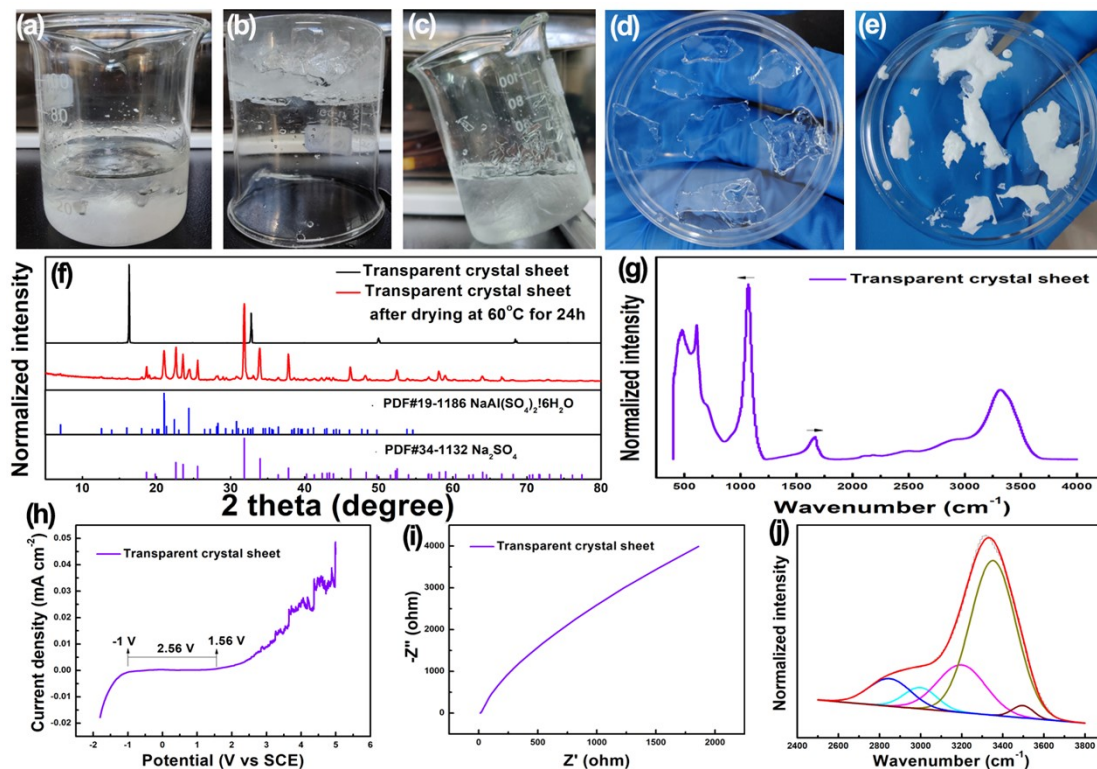 (a)
(b)
(c)
(d)
(e)
100
80
80
(f)
Transparent crystal sheet
Transparent crystal sheet
after drying at 60°C for 24h
PDF#19-1186 NaAl(SO₄)₂!6H₂O
PDF#34-1132 Na₂SO₄
Normalized intensity
10 20 30 40 50 60 70 80
2 theta (degree)
(g)
Transparent crystal sheet
Normalized intensity
500 1000 1500 2000 2500 3000 3500 4000
Wavenumber (cm⁻¹)
(h)
Transparent crystal sheet
-1 V
2.56 V
1.56 V
Current density (mA cm⁻²)
0.05
0.04
0.03
0.02
0.01
0.00
-0.01
-0.02
-2 -1 0 1 2 3 4 5 6
Potential (V vs SCE)
(i)
Transparent crystal sheet
-Z'' (ohm)
4000
3000
2000
1000
0
0 500 1000 1500 2000
Z' (ohm)
(j)
Normalized intensity
2400 2600 2800 3000 3200 3400 3600 3800
Wavenumber (cm⁻¹)